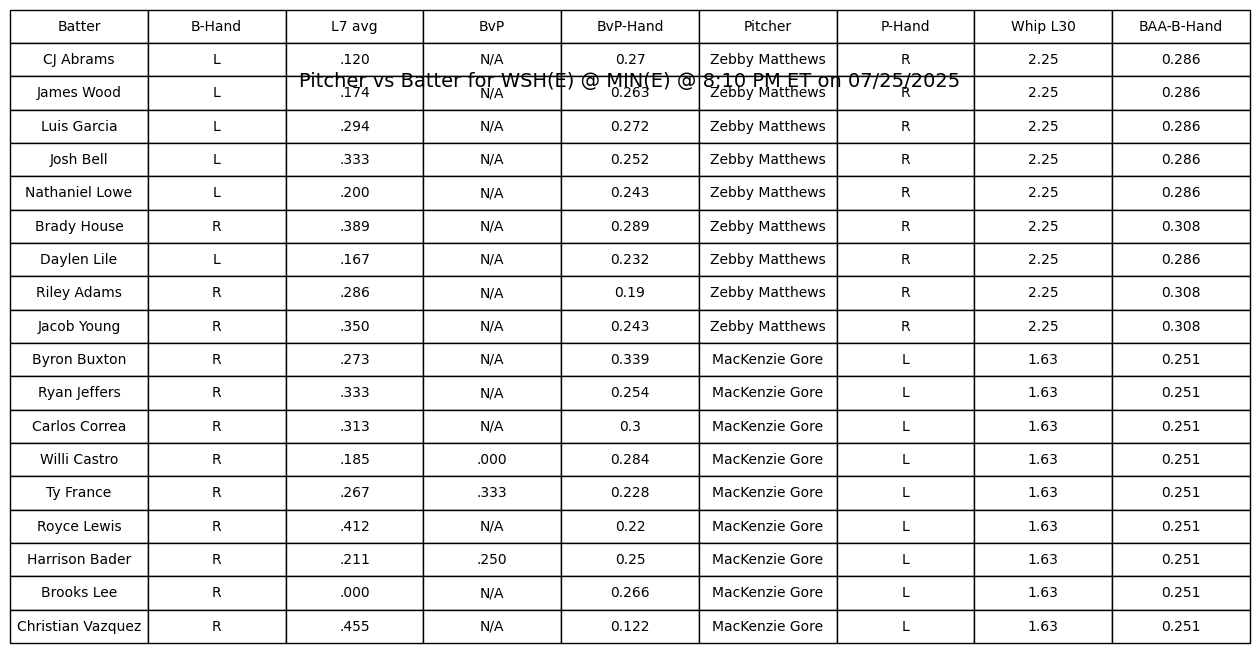 Batter B-Hand L7 avg BvP BvP-Hand Pitcher P-Hand Whip L30 BAA-B-Hand
CJ Abrams L .120 N/A 0.27 Zebby Matthews R 2.25 0.286
Pitcher vs Batter for WSH(E) @ MIN(E) @ 8:10 PM ET on 07/25/2025
James Wood L .174 N/A 0.263 Zebby Matthews R 2.25 0.286
Luis Garcia L .294 N/A 0.272 Zebby Matthews R 2.25 0.286
Josh Bell L .333 N/A 0.252 Zebby Matthews R 2.25 0.286
Nathaniel Lowe L .200 N/A 0.243 Zebby Matthews R 2.25 0.286
Brady House R .389 N/A 0.289 Zebby Matthews R 2.25 0.308
Daylen Lile L .167 N/A 0.232 Zebby Matthews R 2.25 0.286
Riley Adams R .286 N/A 0.19 Zebby Matthews R 2.25 0.308
Jacob Young R .350 N/A 0.243 Zebby Matthews R 2.25 0.308
Byron Buxton R .273 N/A 0.339 MacKenzie Gore L 1.63 0.251
Ryan Jeffers R .333 N/A 0.254 MacKenzie Gore L 1.63 0.251
Carlos Correa R .313 N/A 0.3 MacKenzie Gore L 1.63 0.251
Willi Castro R .185 .000 0.284 MacKenzie Gore L 1.63 0.251
Ty France R .267 .333 0.228 MacKenzie Gore L 1.63 0.251
Royce Lewis R .412 N/A 0.22 MacKenzie Gore L 1.63 0.251
Harrison Bader R .211 .250 0.25 MacKenzie Gore L 1.63 0.251
Brooks Lee R .000 N/A 0.266 MacKenzie Gore L 1.63 0.251
Christian Vazquez R .455 N/A 0.122 MacKenzie Gore L 1.63 0.251